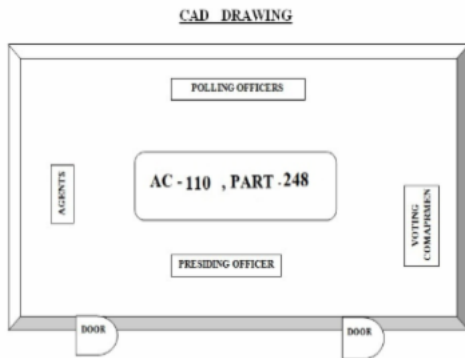 CAD DRAWING
POLLING OFFICERS
AC - 110 , PART - 248
AGENTS
VOTING
COMAPRMEN
PRESIDING OFFICER
DOOR
DOOR